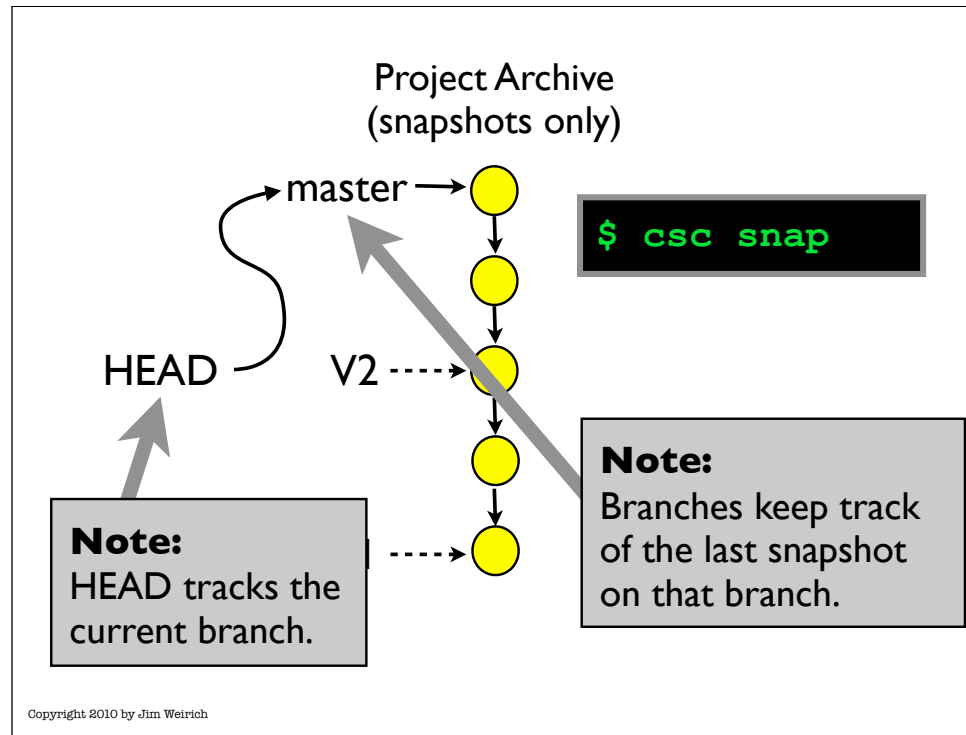 Project Archive
(snapshots only)
master
$ csc snap
HEAD
V2
Note:
Branches keep track
of the last snapshot
on that branch.
Note:
HEAD tracks the
current branch.
Copyright 2010 by Jim Weirich